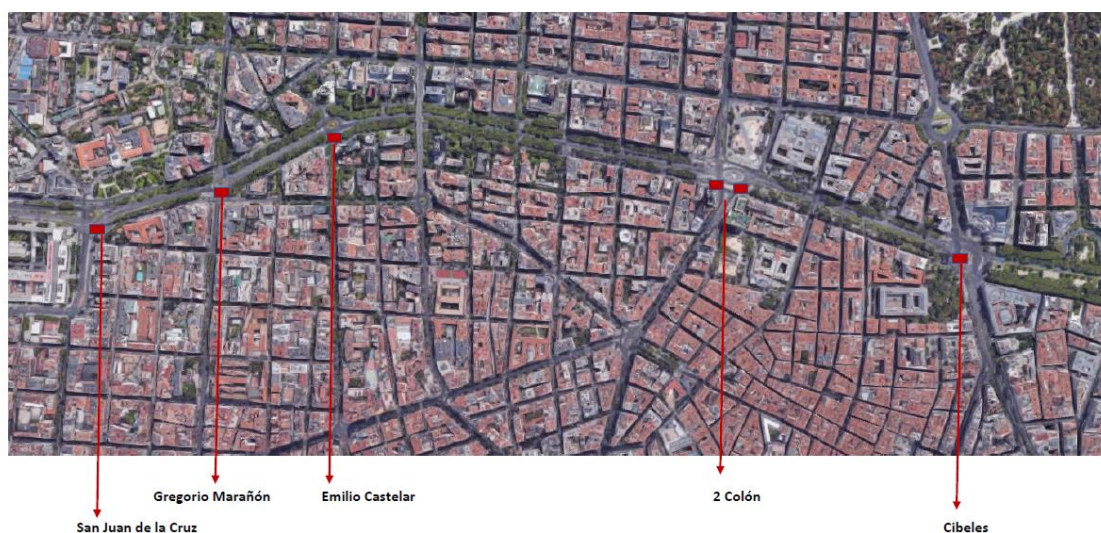 Gregorio Marañón
Emilio Castelar
2 Colón
San Juan de la Cruz
Cibeles